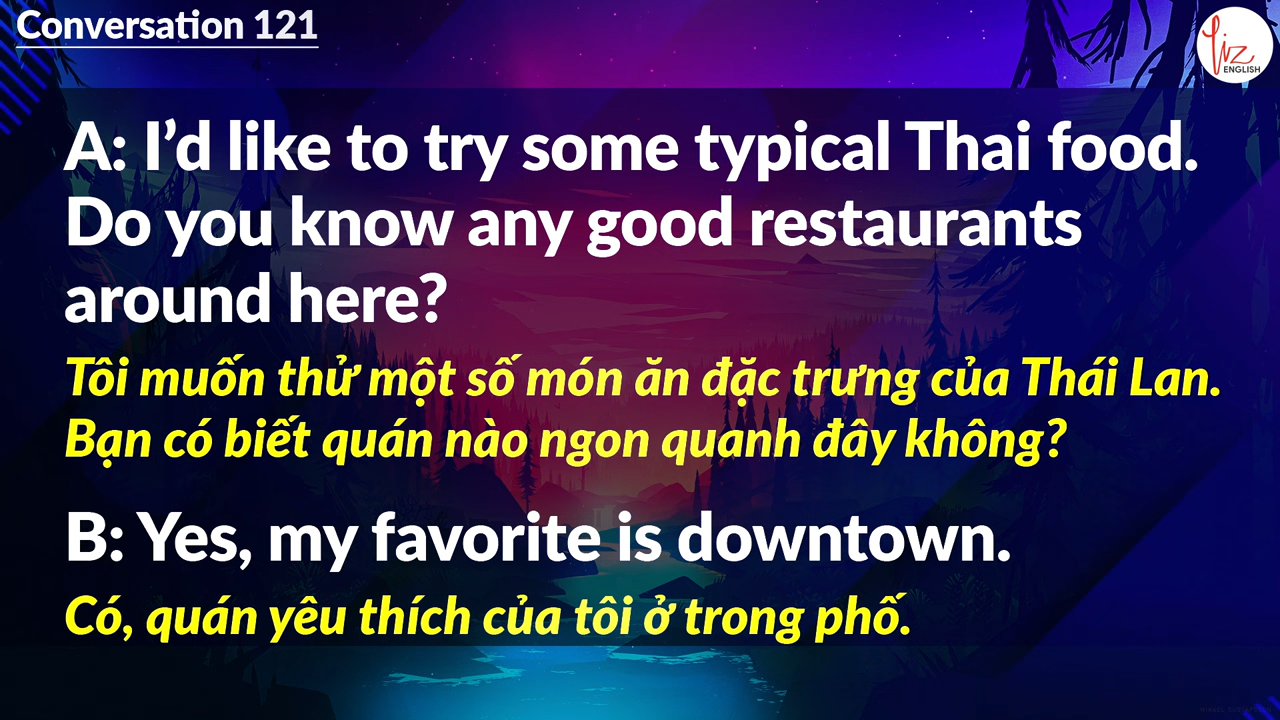 Conversation 121
Liz
ENGLISH
A: I’d like to try some typical Thai food.
Do you know any good restaurants
around here?
Tôi muốn thử một số món ăn đặc trưng của Thái Lan.
Bạn có biết quán nào ngon quanh đây không?
B: Yes, my favorite is downtown.
Có, quán yêu thích của tôi ở trong phố.